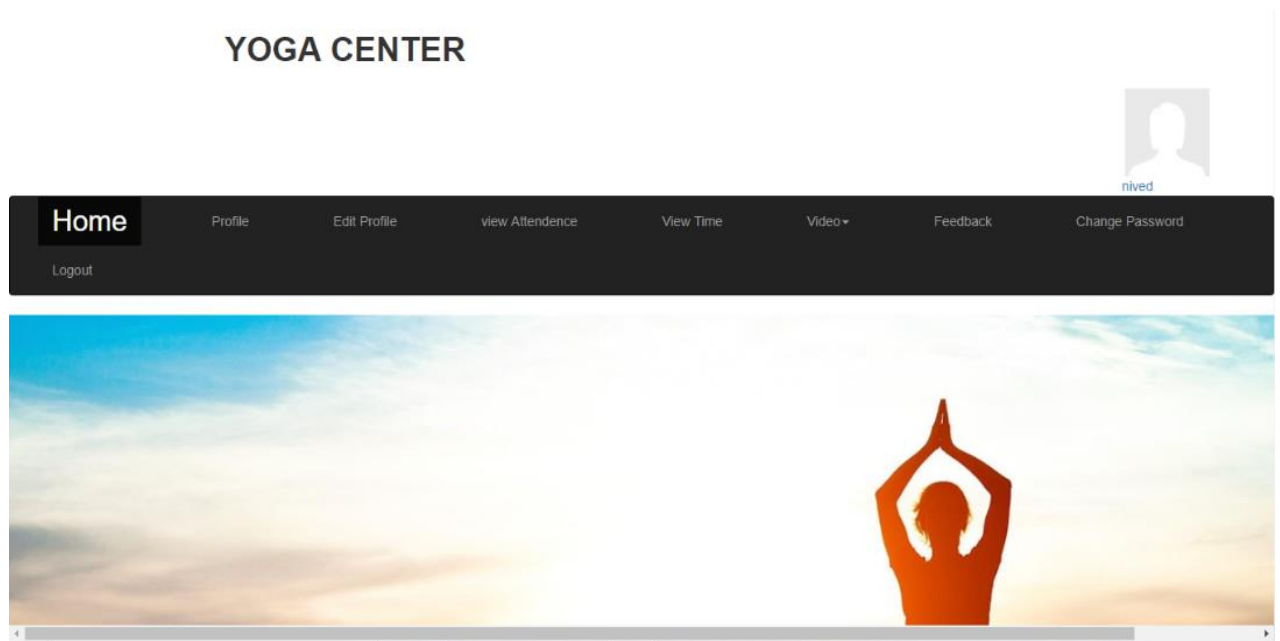 YOGA CENTER
nived
Home Profile Edit Profile view Attendence View Time Video Feedback Change Password
Logout